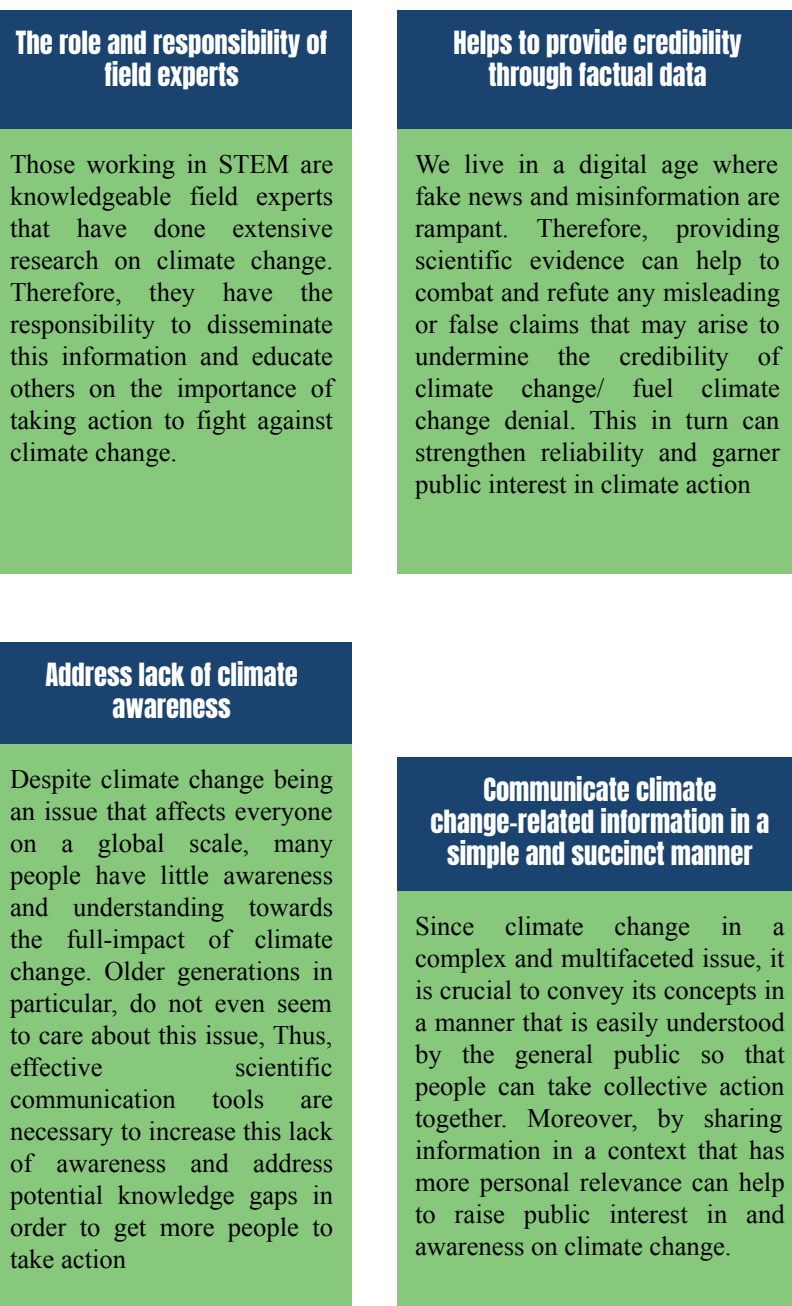 The role and responsibility of
field experts
Those working in STEM are
knowledgeable field experts
that have done extensive
research on climate change.
Therefore, they have the
responsibility to disseminate
this information and educate
others on the importance of
taking action to fight against
climate change.
Helps to provide credibility
through factual data
We live in a digital age where
fake news and misinformation are
rampant. Therefore, providing
scientific evidence can help to
combat and refute any misleading
or false claims that may arise to
undermine the credibility of
climate change/ fuel climate
change denial. This in turn can
strengthen reliability and garner
public interest in climate action
Address lack of climate
awareness
Despite climate change being
an issue that affects everyone
on a global scale, many
people have little awareness
and understanding towards
the full-impact of climate
change. Older generations in
particular, do not even seem
to care about this issue, Thus,
effective scientific
communication tools are
necessary to increase this lack
of awareness and address
potential knowledge gaps in
order to get more people to
take action
Communicate climate
change-related information in a
simple and succinct manner
Since climate change in a
complex and multifaceted issue, it
is crucial to convey its concepts in
a manner that is easily understood
by the general public so that
people can take collective action
together. Moreover, by sharing
information in a context that has
more personal relevance can help
to raise public interest in and
awareness on climate change.